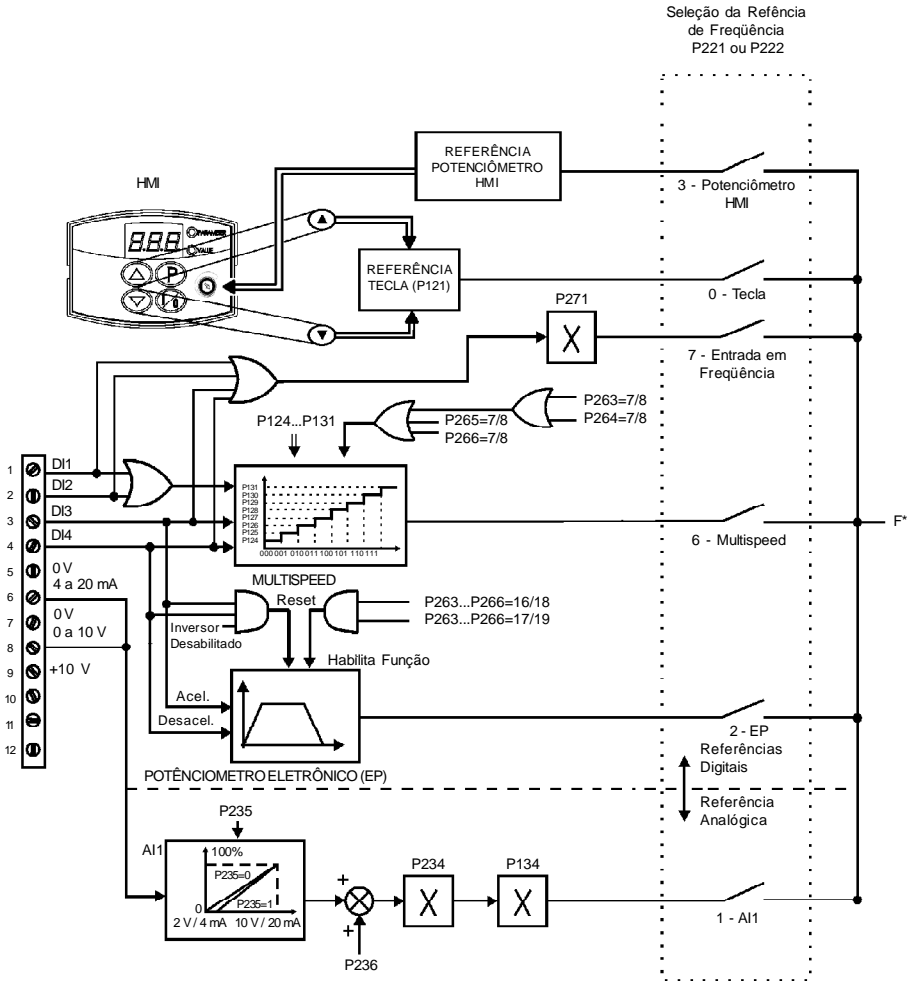 Seleção da Refência
de Freqüência
P221 ou P222
REFERÊNCIA
POTENCIÔMETRO
HMI
3 - Potenciômetro
HMI
HMI
8.8.8
PARAMETER
VALUE
P
REFERÊNCIA
TECLA (P121)
0 - Tecla
P271
X
7 - Entrada em
Freqüência
P263=7/8
P264=7/8
P124...P131
P265=7/8
P266=7/8
1
DI1
2
DI2
3
DI3
4
DI4
5
0 V
4 a 20 mA
6
7
0 V
0 a 10 V
8
9
+10 V
10
11
12
P131
P130
P129
P128
P127
P126
P125
P124
000 001 010 011 100 101 110 111
6 - Multispeed
F*
MULTISPEED
Reset
P263...P266=16/18
P263...P266=17/19
Inversor
Desabilitado
Habilita Função
Acel.
Desacel.
2 - EP
Referências
Digitais
POTÊNCIOMETRO ELETRÔNICO (EP)
Referência
Analógica
P235
AI1
100%
P235=0
P235=1
0
2 V / 4 mA 10 V / 20 mA
+
+
P236
P234
X
P134
X
1 - AI1